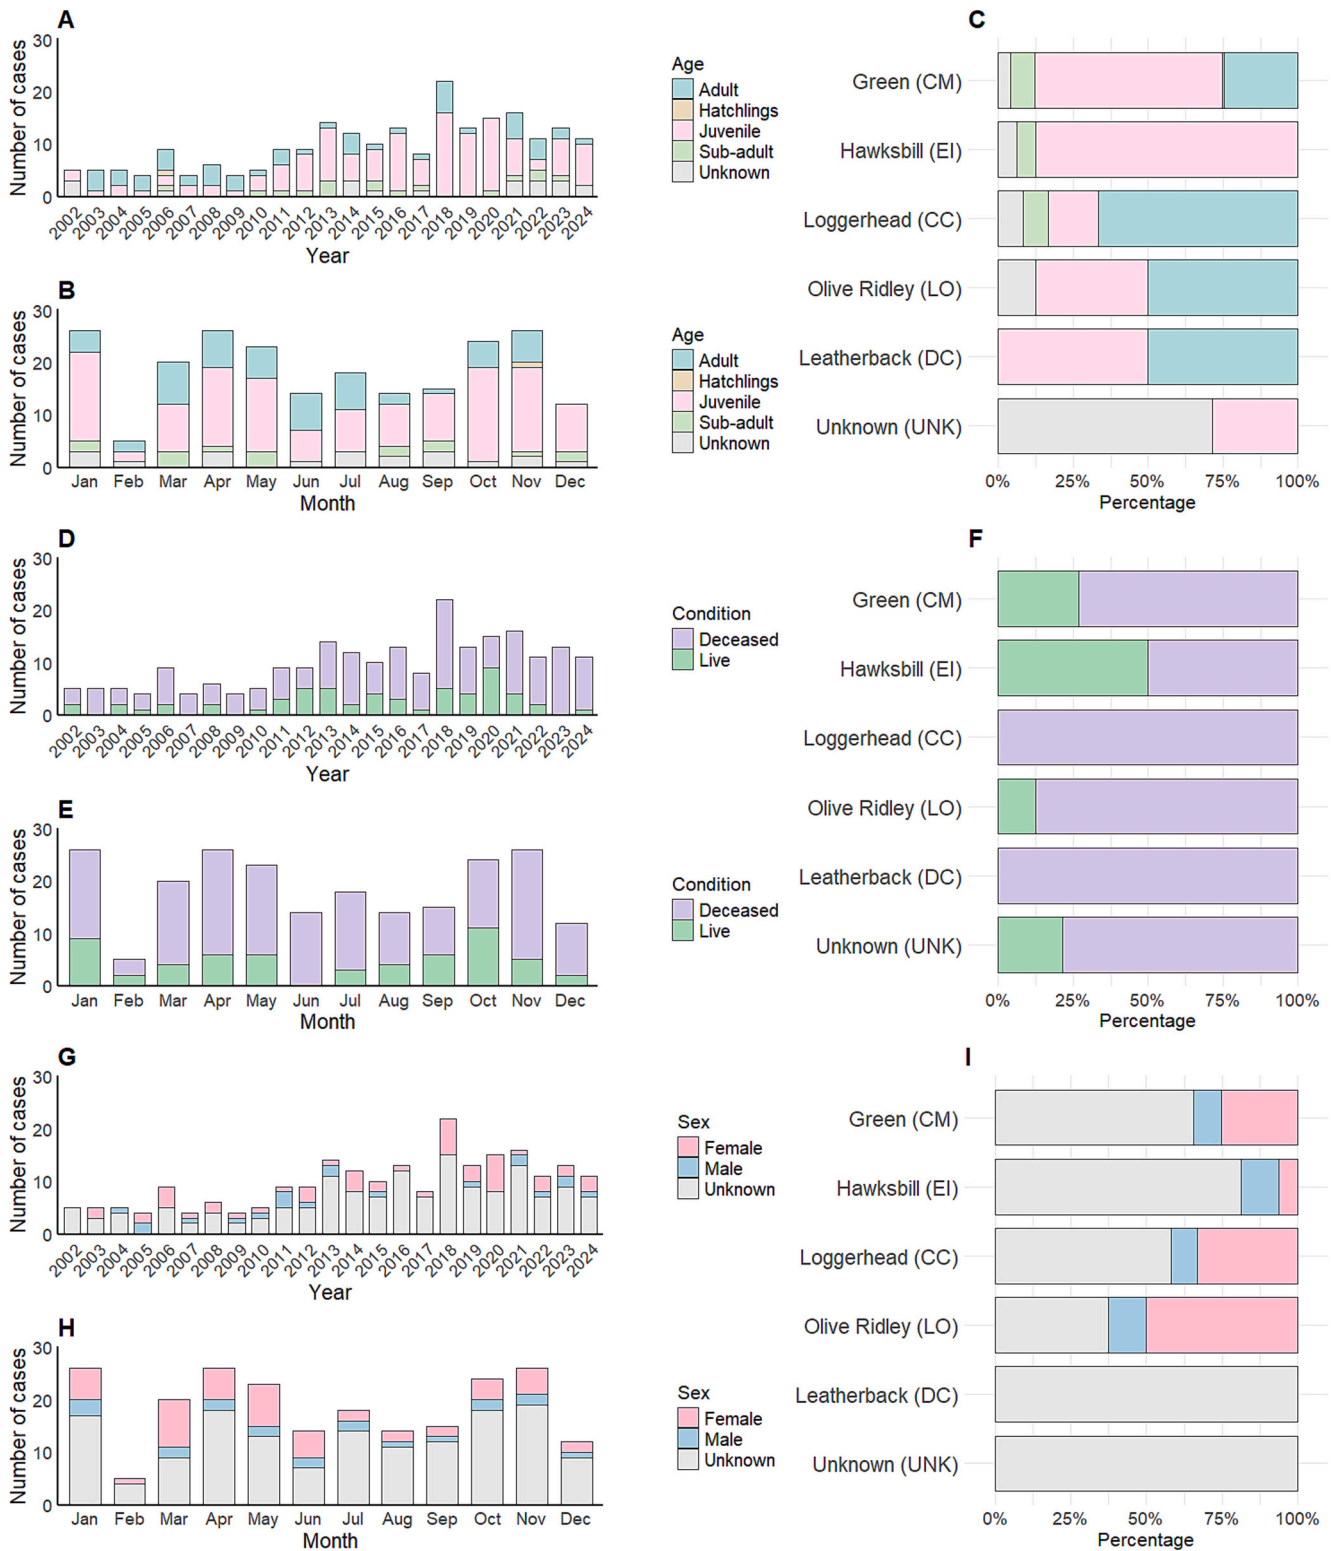 A
Number of cases
30
20
10
0
2002 2003 2004 2005 2006 2007 2008 2009 2010 2011 2012 2013 2014 2015 2016 2017 2018 2019 2020 2021 2022 2023 2024
Year
Age
Adult
Hatchlings
Juvenile
Sub-adult
Unknown
B
Number of cases
30
20
10
0
Jan Feb Mar Apr May Jun Jul Aug Sep Oct Nov Dec
Month
Age
Adult
Hatchlings
Juvenile
Sub-adult
Unknown
C
Green (CM)
Hawksbill (EI)
Loggerhead (CC)
Olive Ridley (LO)
Leatherback (DC)
Unknown (UNK)
0% 25% 50% 75% 100%
Percentage
D
Number of cases
30
20
10
0
2002 2003 2004 2005 2006 2007 2008 2009 2010 2011 2012 2013 2014 2015 2016 2017 2018 2019 2020 2021 2022 2023 2024
Year
Condition
Deceased
Live
E
Number of cases
30
20
10
0
Jan Feb Mar Apr May Jun Jul Aug Sep Oct Nov Dec
Month
Condition
Deceased
Live
F
Green (CM)
Hawksbill (EI)
Loggerhead (CC)
Olive Ridley (LO)
Leatherback (DC)
Unknown (UNK)
0% 25% 50% 75% 100%
Percentage
G
Number of cases
30
20
10
0
2002 2003 2004 2005 2006 2007 2008 2009 2010 2011 2012 2013 2014 2015 2016 2017 2018 2019 2020 2021 2022 2023 2024
Year
Sex
Female
Male
Unknown
H
Number of cases
30
20
10
0
Jan Feb Mar Apr May Jun Jul Aug Sep Oct Nov Dec
Month
Sex
Female
Male
Unknown
I
Green (CM)
Hawksbill (EI)
Loggerhead (CC)
Olive Ridley (LO)
Leatherback (DC)
Unknown (UNK)
0% 25% 50% 75% 100%
Percentage